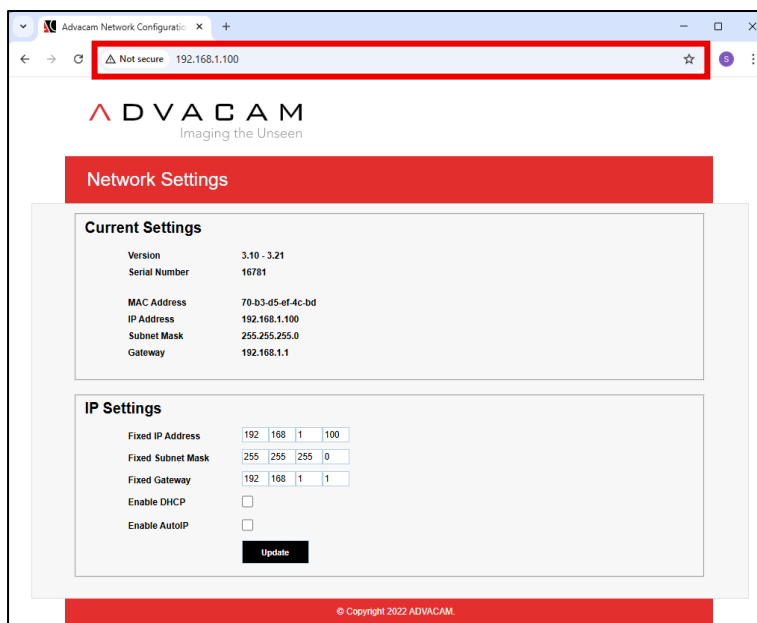 Advacam Network Configuratio
Not secure 192.168.1.100
S
ADVACAM
Imaging the Unseen
Network Settings
Current Settings
Version 3.10 - 3.21
Serial Number 16781
MAC Address 70-b3-d5-ef-4c-bd
IP Address 192.168.1.100
Subnet Mask 255.255.255.0
Gateway 192.168.1.1
IP Settings
Fixed IP Address 192 168 1 100
Fixed Subnet Mask 255 255 255 0
Fixed Gateway 192 168 1 1
Enable DHCP
Enable AutoIP
Update
© Copyright 2022 ADVACAM.